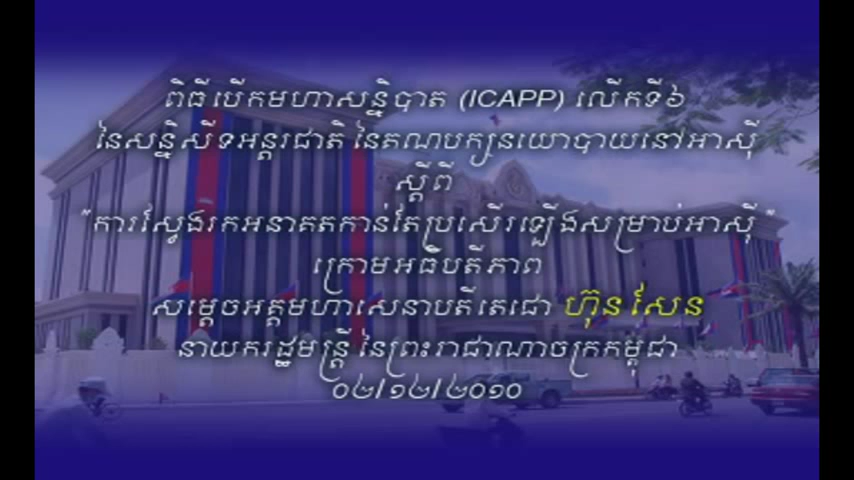 ពិធីបើកមហាសន្និបាត (ICAPP) លើកទី៦
នៃសន្និសីទអន្តរជាតិ នៃគណបក្សនយោបាយនៅអាស៊ី
ស្តីពី
"ការស្វែងរកអនាគតកាន់តែប្រសើរឡើងសម្រាប់អាស៊ី"
ក្រោមអធិបតីភាព
សម្តេចអគ្គមហាសេនាបតីតេជោ ហ៊ុន សែន
នាយករដ្ឋមន្ត្រី នៃព្រះរាជាណាចក្រកម្ពុជា
០២/១២/២០១០